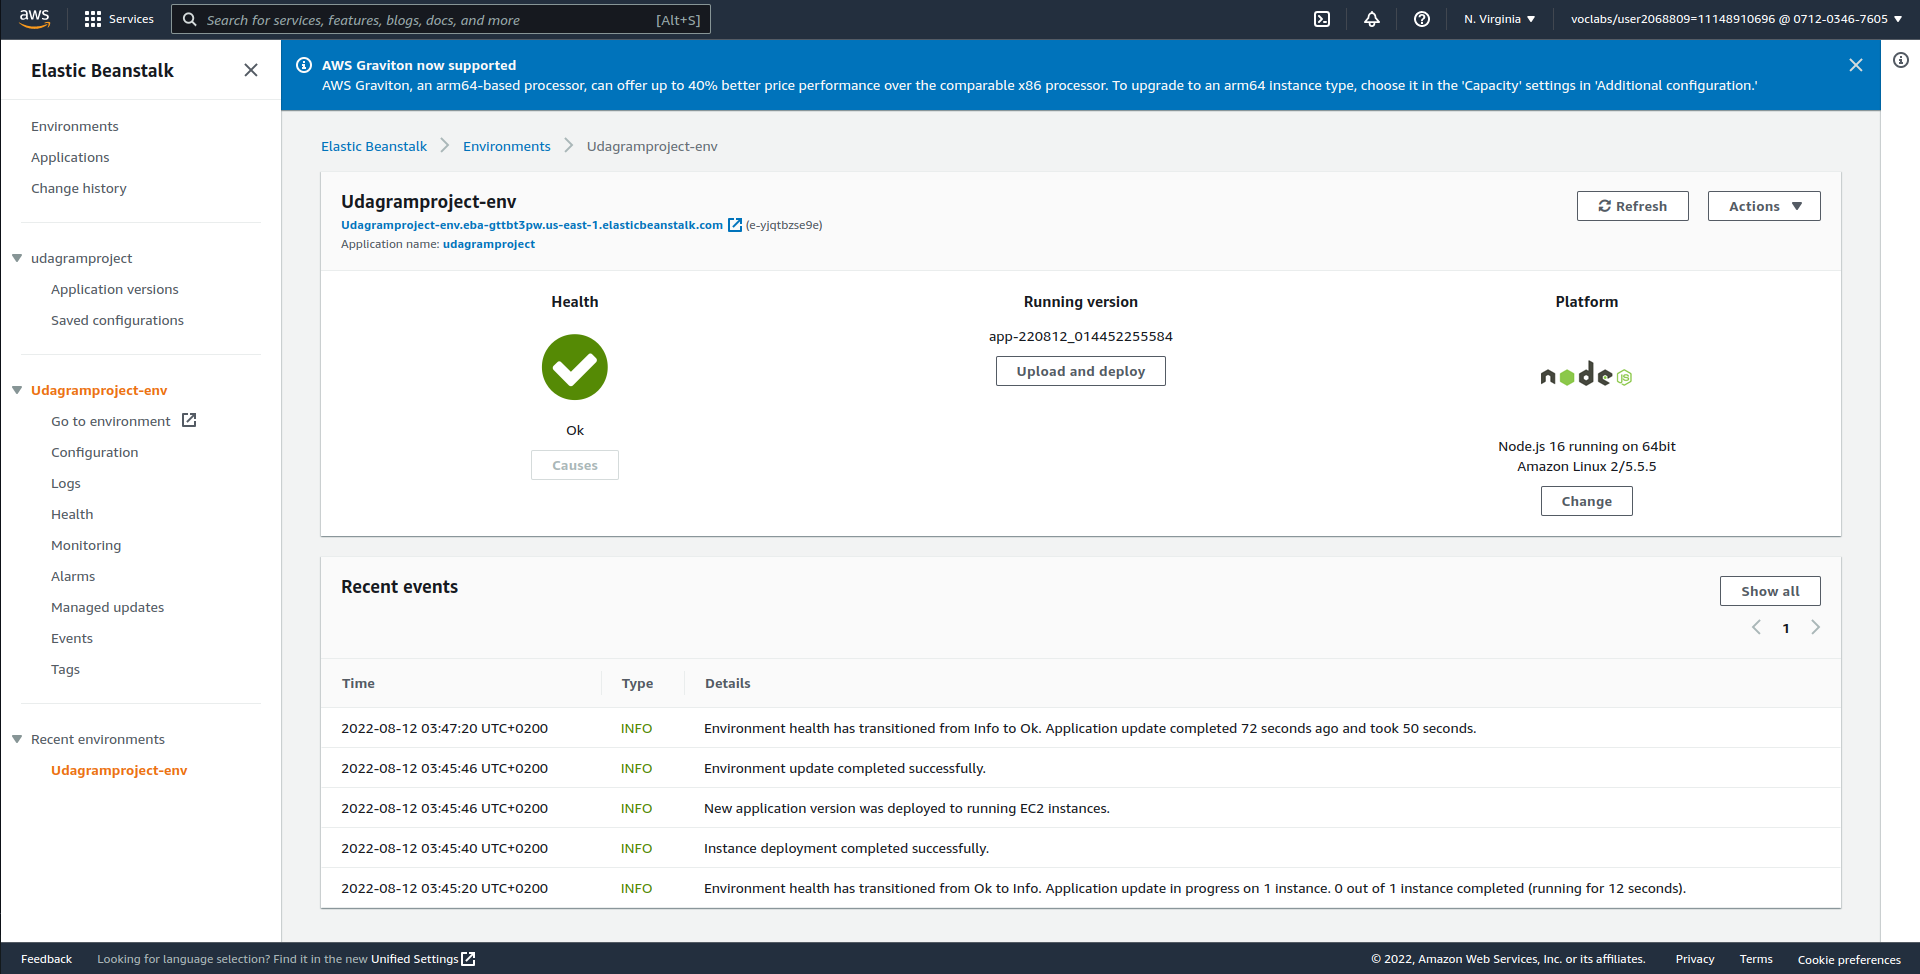 aws
Services
Search for services, features, blogs, docs, and more
[Alt+S]
N. Virginia
voclabs/user2068809=11148910696 @ 0712-0346-7605
Elastic Beanstalk
Environments
Applications
Change history
udagramproject
Application versions
Saved configurations
Udagramproject-env
Go to environment
Configuration
Logs
Health
Monitoring
Alarms
Managed updates
Events
Tags
Recent environments
Udagramproject-env
AWS Graviton now supported
AWS Graviton, an arm64-based processor, can offer up to 40% better price performance over the comparable x86 processor. To upgrade to an arm64 instance type, choose it in the 'Capacity' settings in 'Additional configuration.'
Elastic Beanstalk
Environments
Udagramproject-env
Udagramproject-env
Udagramproject-env.eba-gttbt3pw.us-east-1.elasticbeanstalk.com (e-yjqtbzse9e)
Application name: udagramproject
Refresh
Actions
Health
Ok
Causes
Running version
app-220812_014452255584
Upload and deploy
Platform
node JS
Node.js 16 running on 64bit
Amazon Linux 2/5.5.5
Change
Recent events
Show all
1
Time Type Details
2022-08-12 03:47:20 UTC+0200 INFO Environment health has transitioned from Info to Ok. Application update completed 72 seconds ago and took 50 seconds.
2022-08-12 03:45:46 UTC+0200 INFO Environment update completed successfully.
2022-08-12 03:45:46 UTC+0200 INFO New application version was deployed to running EC2 instances.
2022-08-12 03:45:40 UTC+0200 INFO Instance deployment completed successfully.
2022-08-12 03:45:20 UTC+0200 INFO Environment health has transitioned from Ok to Info. Application update in progress on 1 instance. 0 out of 1 instance completed (running for 12 seconds).
Feedback
Looking for language selection? Find it in the new Unified Settings
© 2022, Amazon Web Services, Inc. or its affiliates.
Privacy
Terms
Cookie preferences